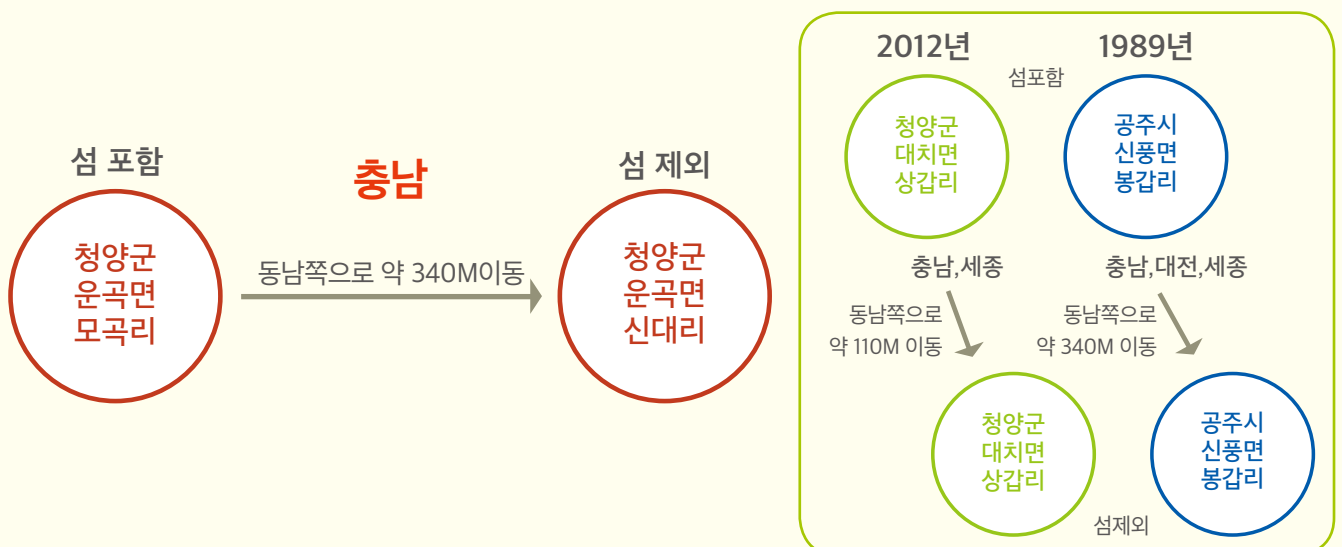 섬 포함
청양군
운곡면
모곡리
충남
동남쪽으로 약 340M이동
섬 제외
청양군
운곡면
신대리
2012년
1989년
섬포함
청양군
대치면
상갑리
공주시
신풍면
봉갑리
충남,세종
충남,대전,세종
동남쪽으로
약 110M 이동
동남쪽으로
약 340M 이동
청양군
대치면
상갑리
공주시
신풍면
봉갑리
섬제외